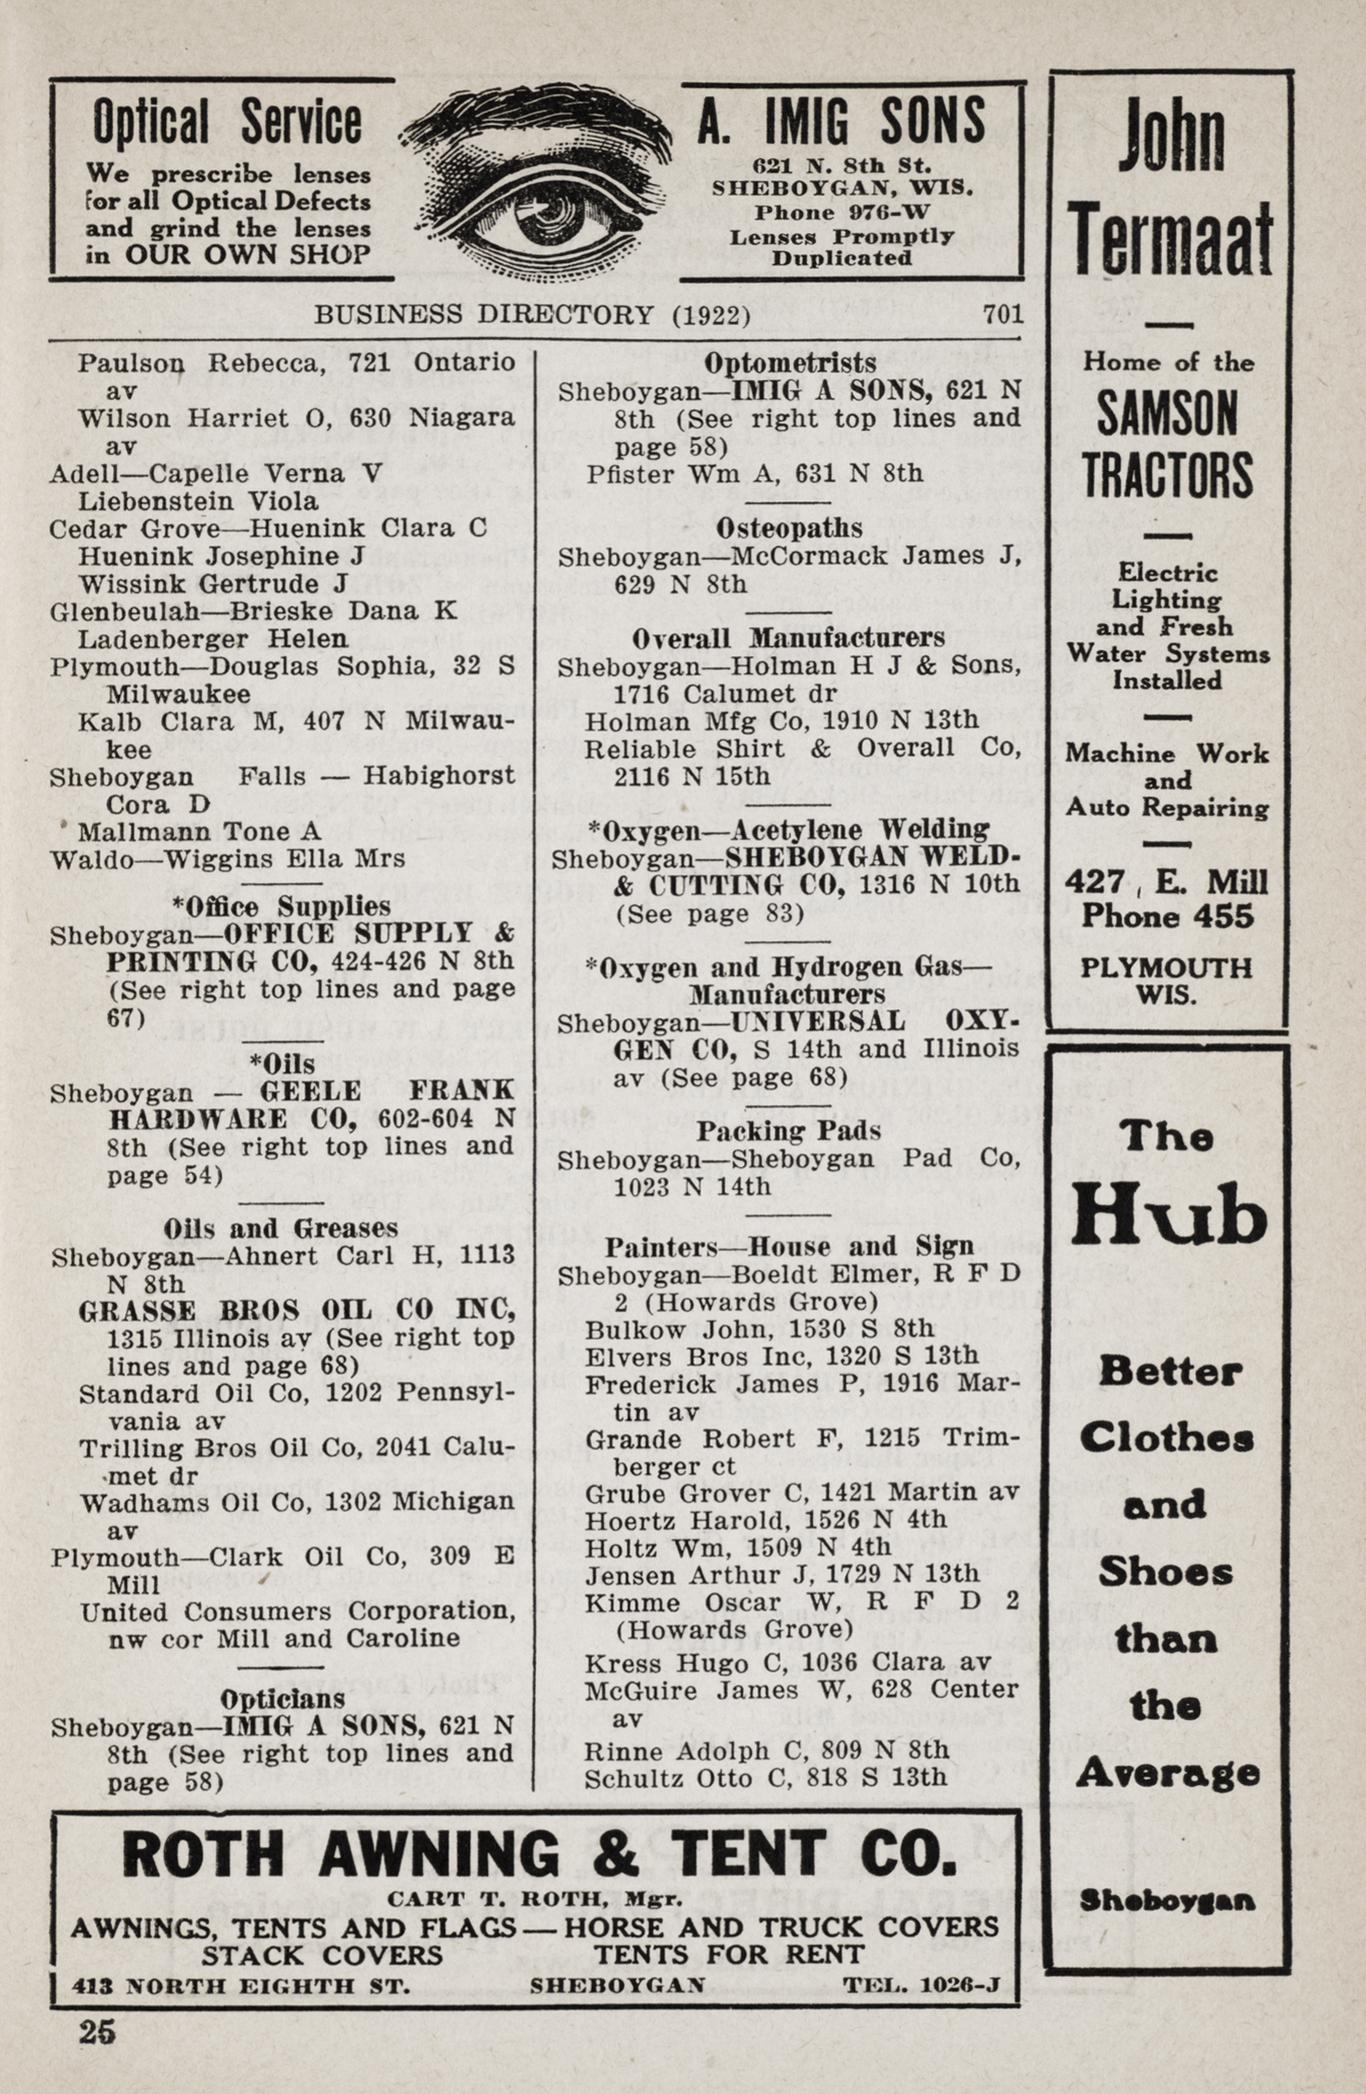 Optical Service
We prescribe lenses
for all Optical Defects
and grind the lenses
in OUR OWN SHOP
A. IMIG SONS
621 N. 8th St.
SHEBOYGAN, WIS.
Phone 976-W
Lenses Promptly
Duplicated
BUSINESS DIRECTORY (1922) 701
Paulson Rebecca, 721 Ontario
av
Wilson Harriet O, 630 Niagara
av
Adell—Capelle Verna V
Liebenstein Viola
Cedar Grove—Huenink Clara C
Huenink Josephine J
Wissink Gertrude J
Glenbeulah—Brieske Dana K
Ladenberger Helen
Plymouth—Douglas Sophia, 32 S
Milwaukee
Kalb Clara M, 407 N Milwau-
kee
Sheboygan Falls — Habighorst
Cora D
Mallmann Tone A
Waldo—Wiggins Ella Mrs
*Office Supplies
Sheboygan—OFFICE SUPPLY &
PRINTING CO, 424-426 N 8th
(See right top lines and page
67)
*Oils
Sheboygan — GEELE FRANK
HARDWARE CO, 602-604 N
8th (See right top lines and
page 54)
Oils and Greases
Sheboygan—Ahnert Carl H, 1113
N 8th
GRASSE BROS OIL CO INC,
1315 Illinois av (See right top
lines and page 68)
Standard Oil Co, 1202 Pennsyl-
vania av
Trilling Bros Oil Co, 2041 Calu-
met dr
Wadhams Oil Co, 1302 Michigan
av
Plymouth—Clark Oil Co, 309 E
Mill
United Consumers Corporation,
nw cor Mill and Caroline
Opticians
Sheboygan—IMIG A SONS, 621 N
8th (See right top lines and
page 58)
Optometrists
Sheboygan—IMIG A SONS, 621 N
8th (See right top lines and
page 58)
Pfister Wm A, 631 N 8th
Osteopaths
Sheboygan—McCormack James J,
629 N 8th
Overall Manufacturers
Sheboygan—Holman H J & Sons,
1716 Calumet dr
Holman Mfg Co, 1910 N 13th
Reliable Shirt & Overall Co,
2116 N 15th
*Oxygen—Acetylene Welding
Sheboygan—SHEBOYGAN WELD-
& CUTTING CO, 1316 N 10th
(See page 83)
*Oxygen and Hydrogen Gas—
Manufacturers
Sheboygan—UNIVERSAL OXY-
GEN CO, S 14th and Illinois
av (See page 68)
Packing Pads
Sheboygan—Sheboygan Pad Co,
1023 N 14th
Painters—House and Sign
Sheboygan—Boeldt Elmer, R F D
2 (Howards Grove)
Bulkow John, 1530 S 8th
Elvers Bros Inc, 1320 S 13th
Frederick James P, 1916 Mar-
tin av
Grande Robert F, 1215 Trim-
berger ct
Grube Grover C, 1421 Martin av
Hoertz Harold, 1526 N 4th
Holtz Wm, 1509 N 4th
Jensen Arthur J, 1729 N 13th
Kimme Oscar W, R F D 2
(Howards Grove)
Kress Hugo C, 1036 Clara av
McGuire James W, 628 Center
av
Rinne Adolph C, 809 N 8th
Schultz Otto C, 818 S 13th
John
Termaat
Home of the
SAMSON
TRACTORS
Electric
Lighting
and Fresh
Water Systems
Installed
Machine Work
and
Auto Repairing
427 E. Mill
Phone 455
PLYMOUTH
WIS.
The
Hub
Better
Clothes
and
Shoes
than
the
Average
Sheboygan
ROTH AWNING & TENT CO.
CART T. ROTH, Mgr.
AWNINGS, TENTS AND FLAGS — HORSE AND TRUCK COVERS
STACK COVERS TENTS FOR RENT
413 NORTH EIGHTH ST. SHEBOYGAN TEL. 1026-J
25